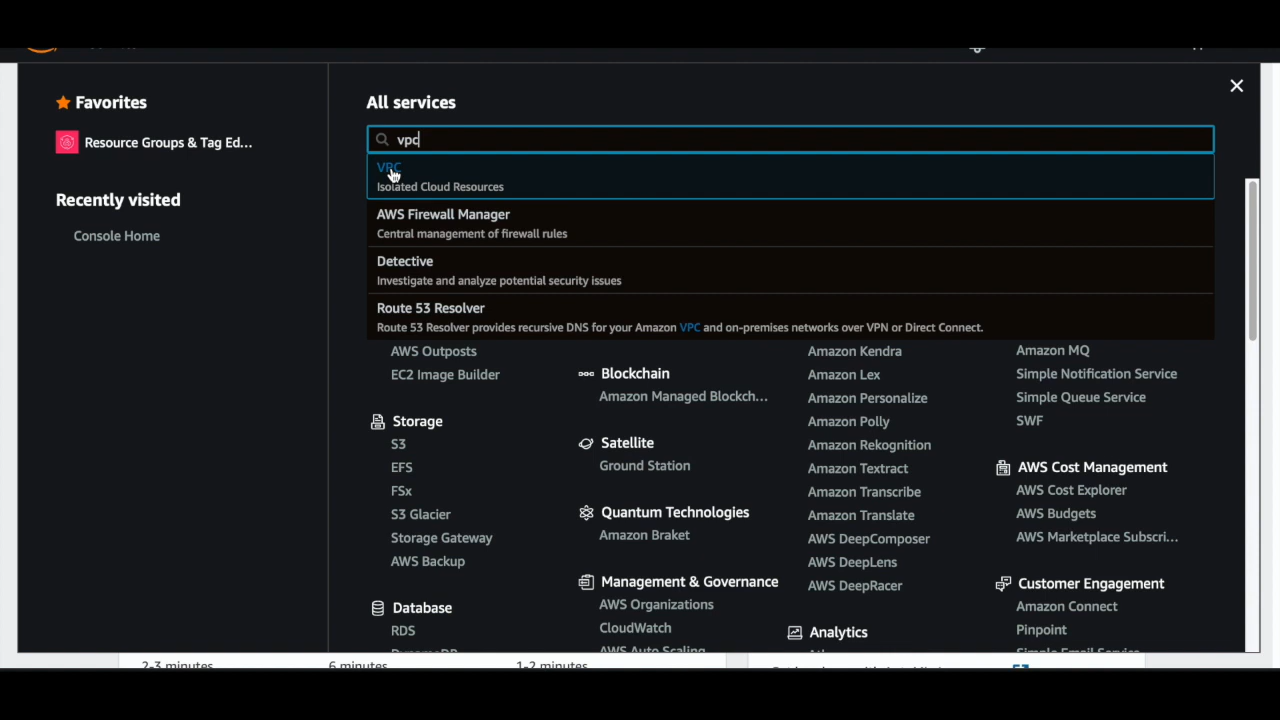 Favorites
Resource Groups & Tag Ed...
Recently visited
Console Home
All services
vpc
VPC
Isolated Cloud Resources
AWS Firewall Manager
Central management of firewall rules
Detective
Investigate and analyze potential security issues
Route 53 Resolver
Route 53 Resolver provides recursive DNS for your Amazon VPC and on-premises networks over VPN or Direct Connect.
AWS Outposts
EC2 Image Builder
Storage
S3
EFS
FSx
S3 Glacier
Storage Gateway
AWS Backup
Database
RDS
DynamoDB
Blockchain
Amazon Managed Blockch...
Satellite
Ground Station
Quantum Technologies
Amazon Braket
Management & Governance
AWS Organizations
CloudWatch
AWS Auto Scaling
Amazon Kendra
Amazon Lex
Amazon Personalize
Amazon Polly
Amazon Rekognition
Amazon Textract
Amazon Transcribe
Amazon Translate
AWS DeepComposer
AWS DeepLens
AWS DeepRacer
Analytics
Amazon MQ
Simple Notification Service
Simple Queue Service
SWF
AWS Cost Management
AWS Cost Explorer
AWS Budgets
AWS Marketplace Subscri...
Customer Engagement
Amazon Connect
Pinpoint
Simple Email Service
2-3 minutes
6 minutes
1-2 minutes